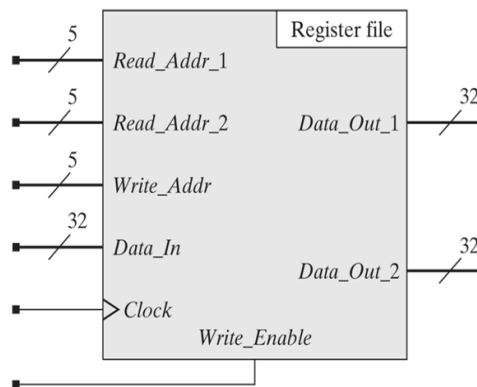 Register file
5
Read_Addr_1
5
Read_Addr_2
32
Data_Out_1
5
Write_Addr
32
Data_In
32
Data_Out_2
Clock
Write_Enable